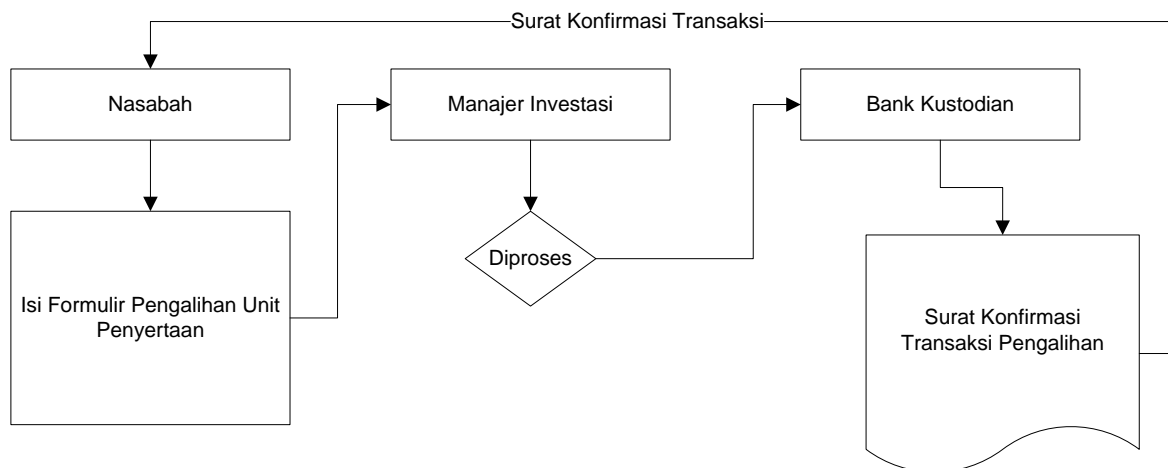 Surat Konfirmasi Transaksi
Nasabah
Manajer Investasi
Bank Kustodian
Diproses
Isi Formulir Pengalihan Unit
Penyertaan
Surat Konfirmasi
Transaksi Pengalihan